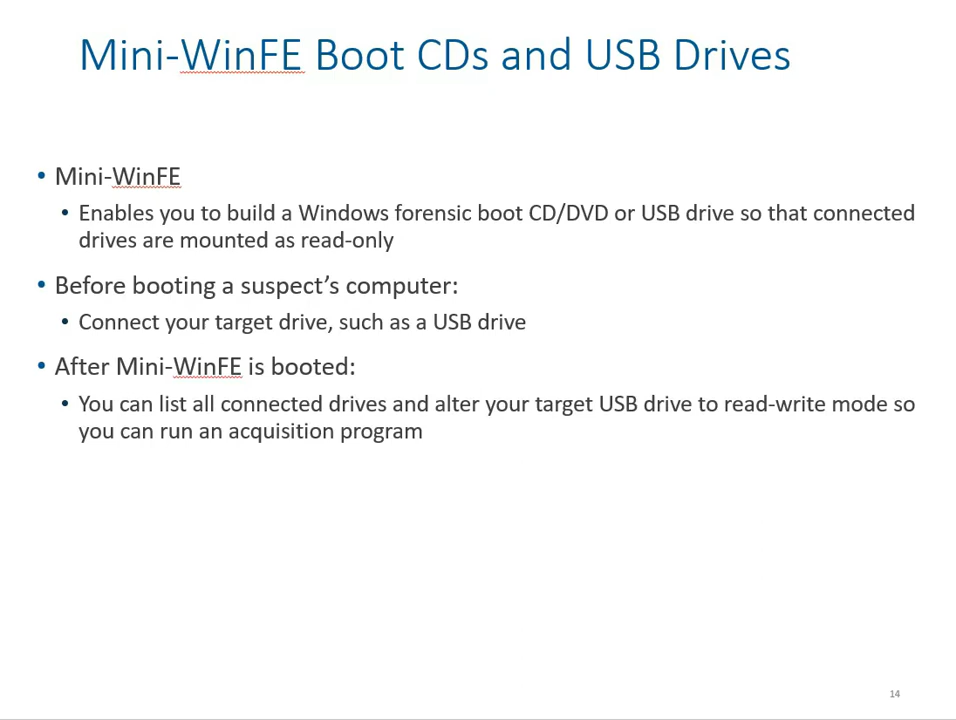 Mini-WinFE Boot CDs and USB Drives
• Mini-WinFE
• Enables you to build a Windows forensic boot CD/DVD or USB drive so that connected
drives are mounted as read-only
• Before booting a suspect’s computer:
• Connect your target drive, such as a USB drive
• After Mini-WinFE is booted:
• You can list all connected drives and alter your target USB drive to read-write mode so
you can run an acquisition program
14